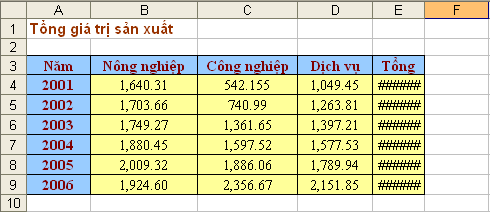 A B C D E F
1 Tổng giá trị sản xuất
2
3 Năm Nông nghiệp Công nghiệp Dịch vụ Tổng
4 2001 1,640.31 542.155 1,049.45 ######
5 2002 1,703.66 740.99 1,263.81 ######
6 2003 1,749.27 1,361.65 1,397.21 ######
7 2004 1,880.45 1,597.52 1,577.53 ######
8 2005 2,009.32 1,886.06 1,789.94 ######
9 2006 1,924.60 2,356.67 2,151.85 ######
10